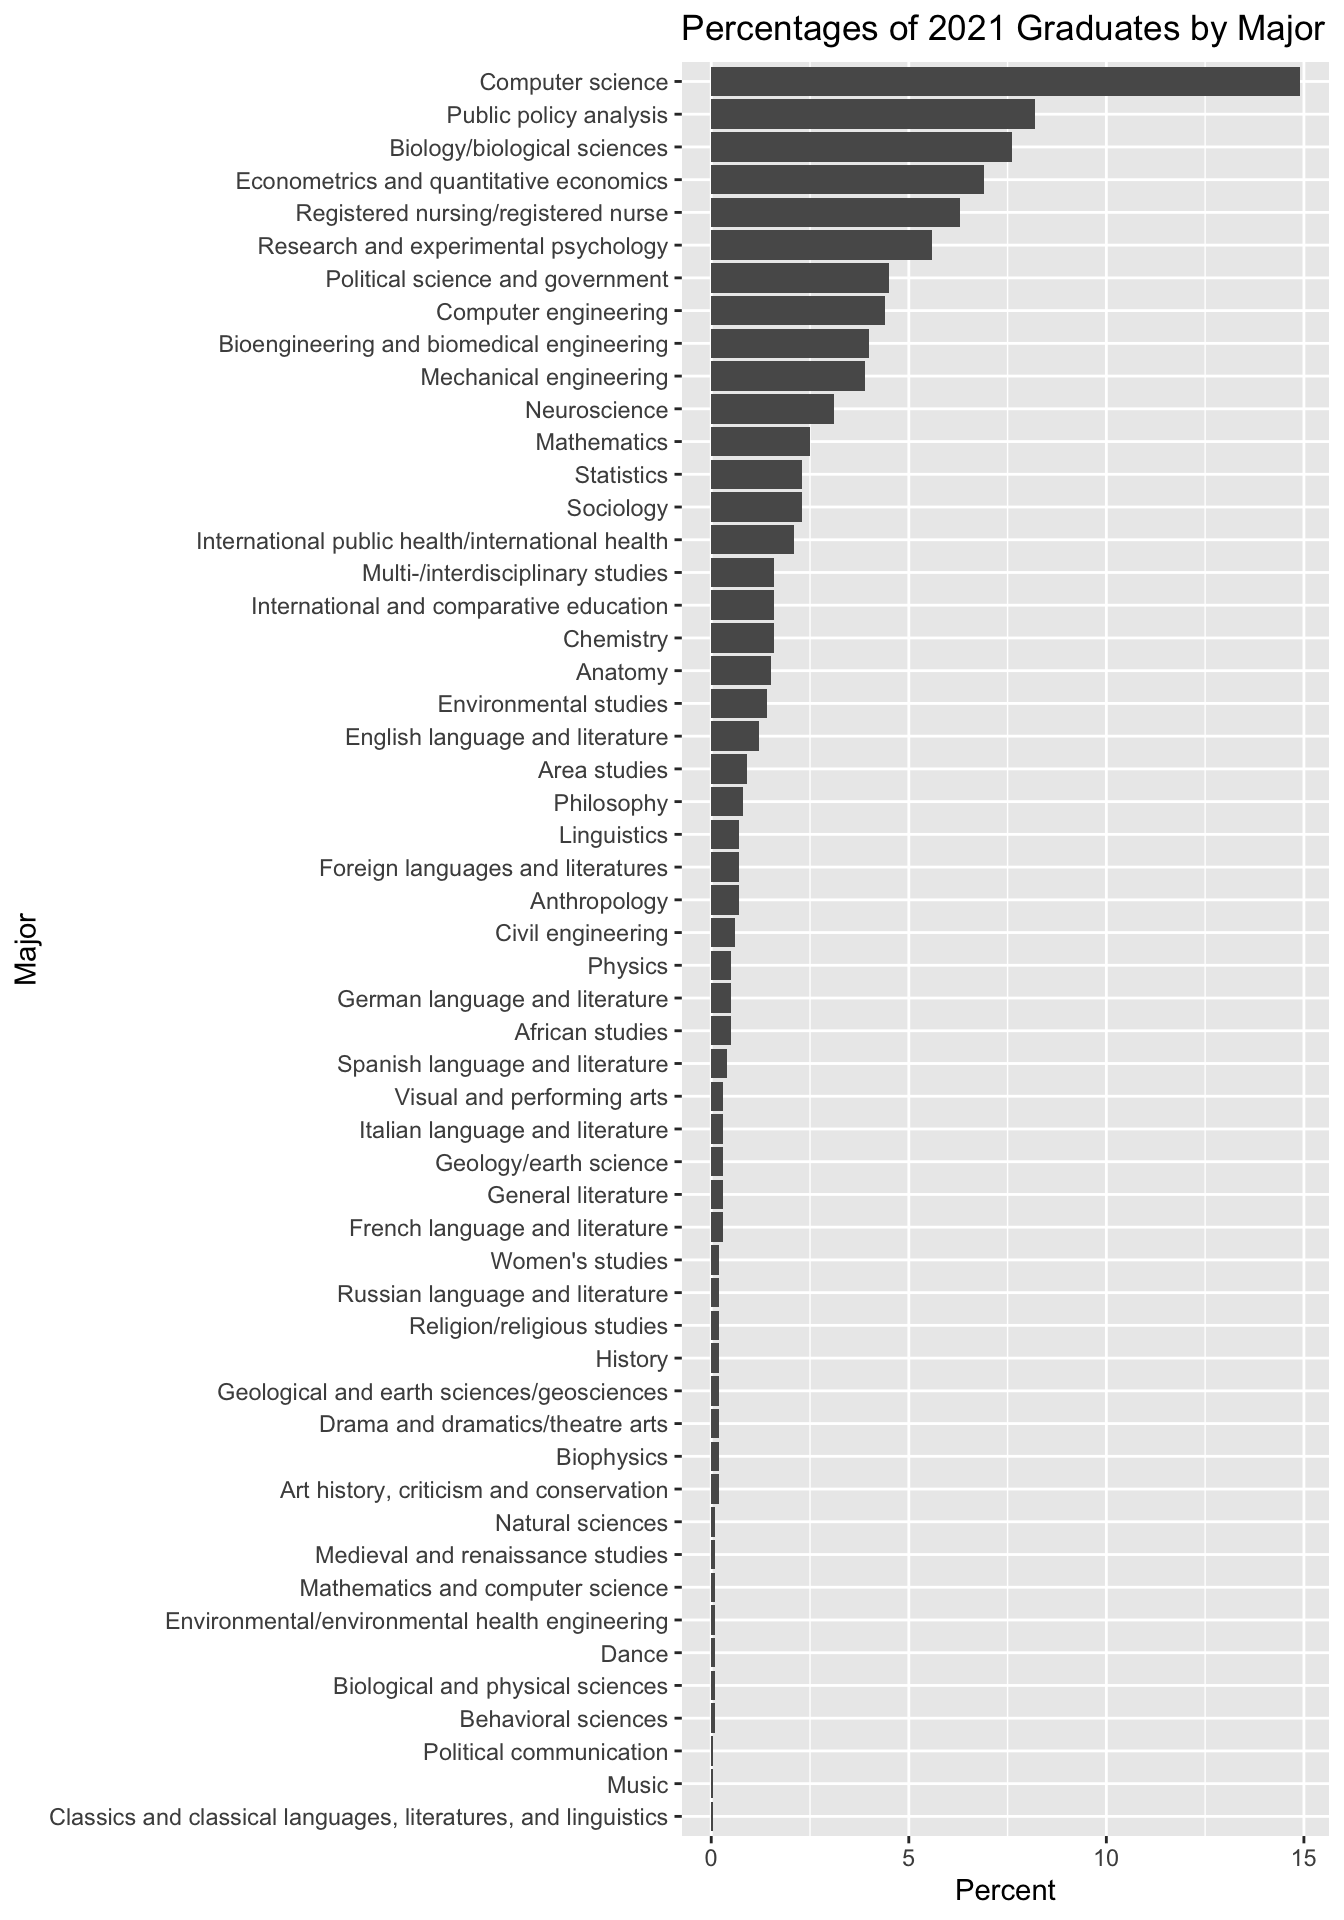 Percentages of 2021 Graduates by Major
Computer science
Public policy analysis
Biology/biological sciences
Econometrics and quantitative economics
Registered nursing/registered nurse
Research and experimental psychology
Political science and government
Computer engineering
Bioengineering and biomedical engineering
Mechanical engineering
Neuroscience
Mathematics
Statistics
Sociology
International public health/international health
Multi-/interdisciplinary studies
International and comparative education
Chemistry
Anatomy
Environmental studies
English language and literature
Area studies
Philosophy
Linguistics
Foreign languages and literatures
Anthropology
Civil engineering
Physics
German language and literature
African studies
Spanish language and literature
Visual and performing arts
Italian language and literature
Geology/earth science
General literature
French language and literature
Women's studies
Russian language and literature
Religion/religious studies
History
Geological and earth sciences/geosciences
Drama and dramatics/theatre arts
Biophysics
Art history, criticism and conservation
Natural sciences
Medieval and renaissance studies
Mathematics and computer science
Environmental/environmental health engineering
Dance
Biological and physical sciences
Behavioral sciences
Political communication
Music
Classics and classical languages, literatures, and linguistics
Major
0 5 10 15
Percent